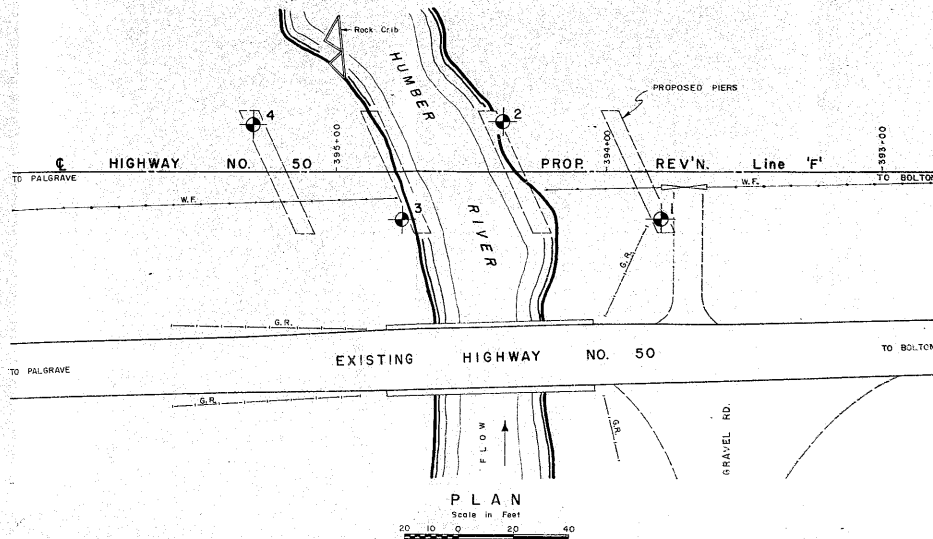 Rock Crib
HUMBER
RIVER
PROPOSED PIERS
4
2
3
395+00
394+00
393+00
℄ HIGHWAY NO. 50 PROP. REV'N. Line 'F'
TO PALGRAVE
TO BOLTON
W.F.
W.F.
G.R.
G.R.
TO PALGRAVE
EXISTING HIGHWAY NO. 50
TO BOLTON
G.R.
G.R.
FLOW
GRAVEL RD.
PLAN
Scale in Feet
20 10 0 20 40